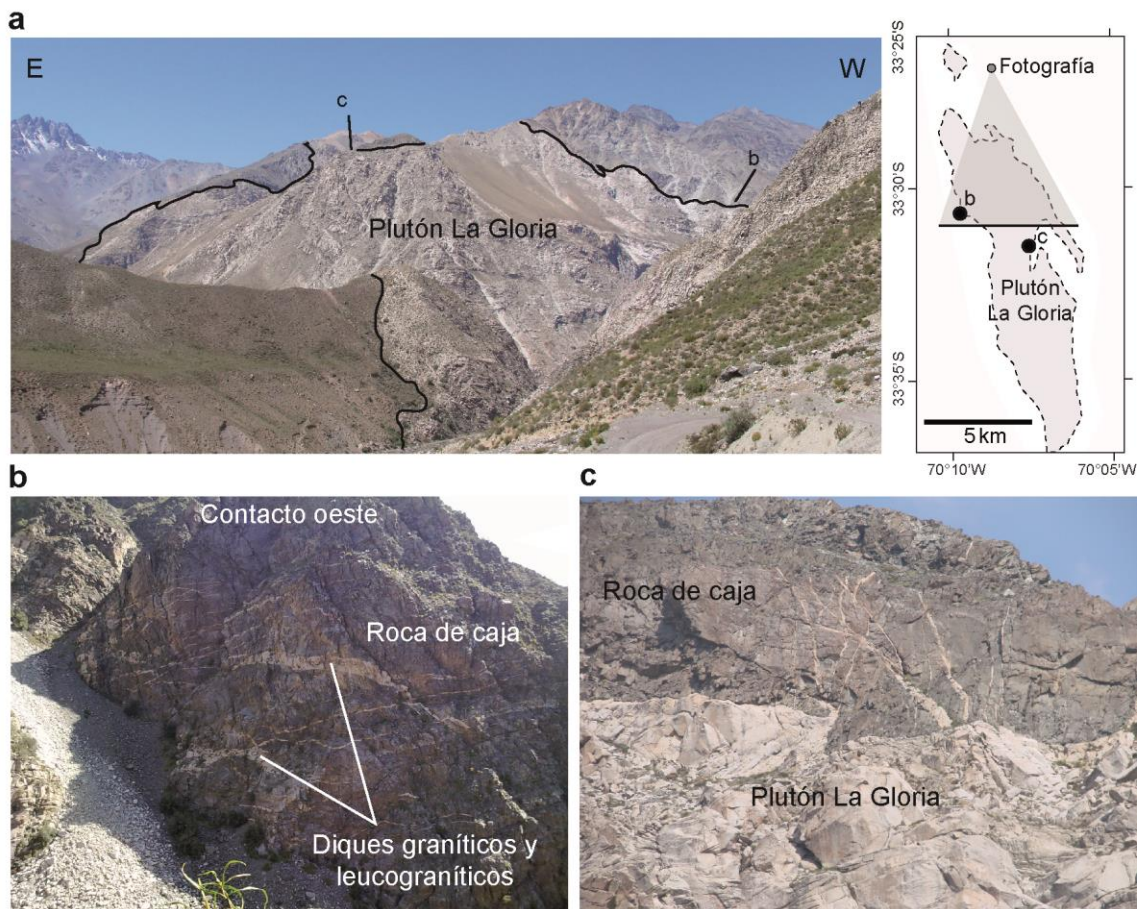 a
E
W
c
b
Plutón La Gloria
33°25'S
Fotografía
33°30'S
b
c
Plutón
La Gloria
33°35'S
5 km
70°10'W
70°05'W
b
Contacto oeste
Roca de caja
Diques graníticos y
leucograníticos
c
Roca de caja
Plutón La Gloria